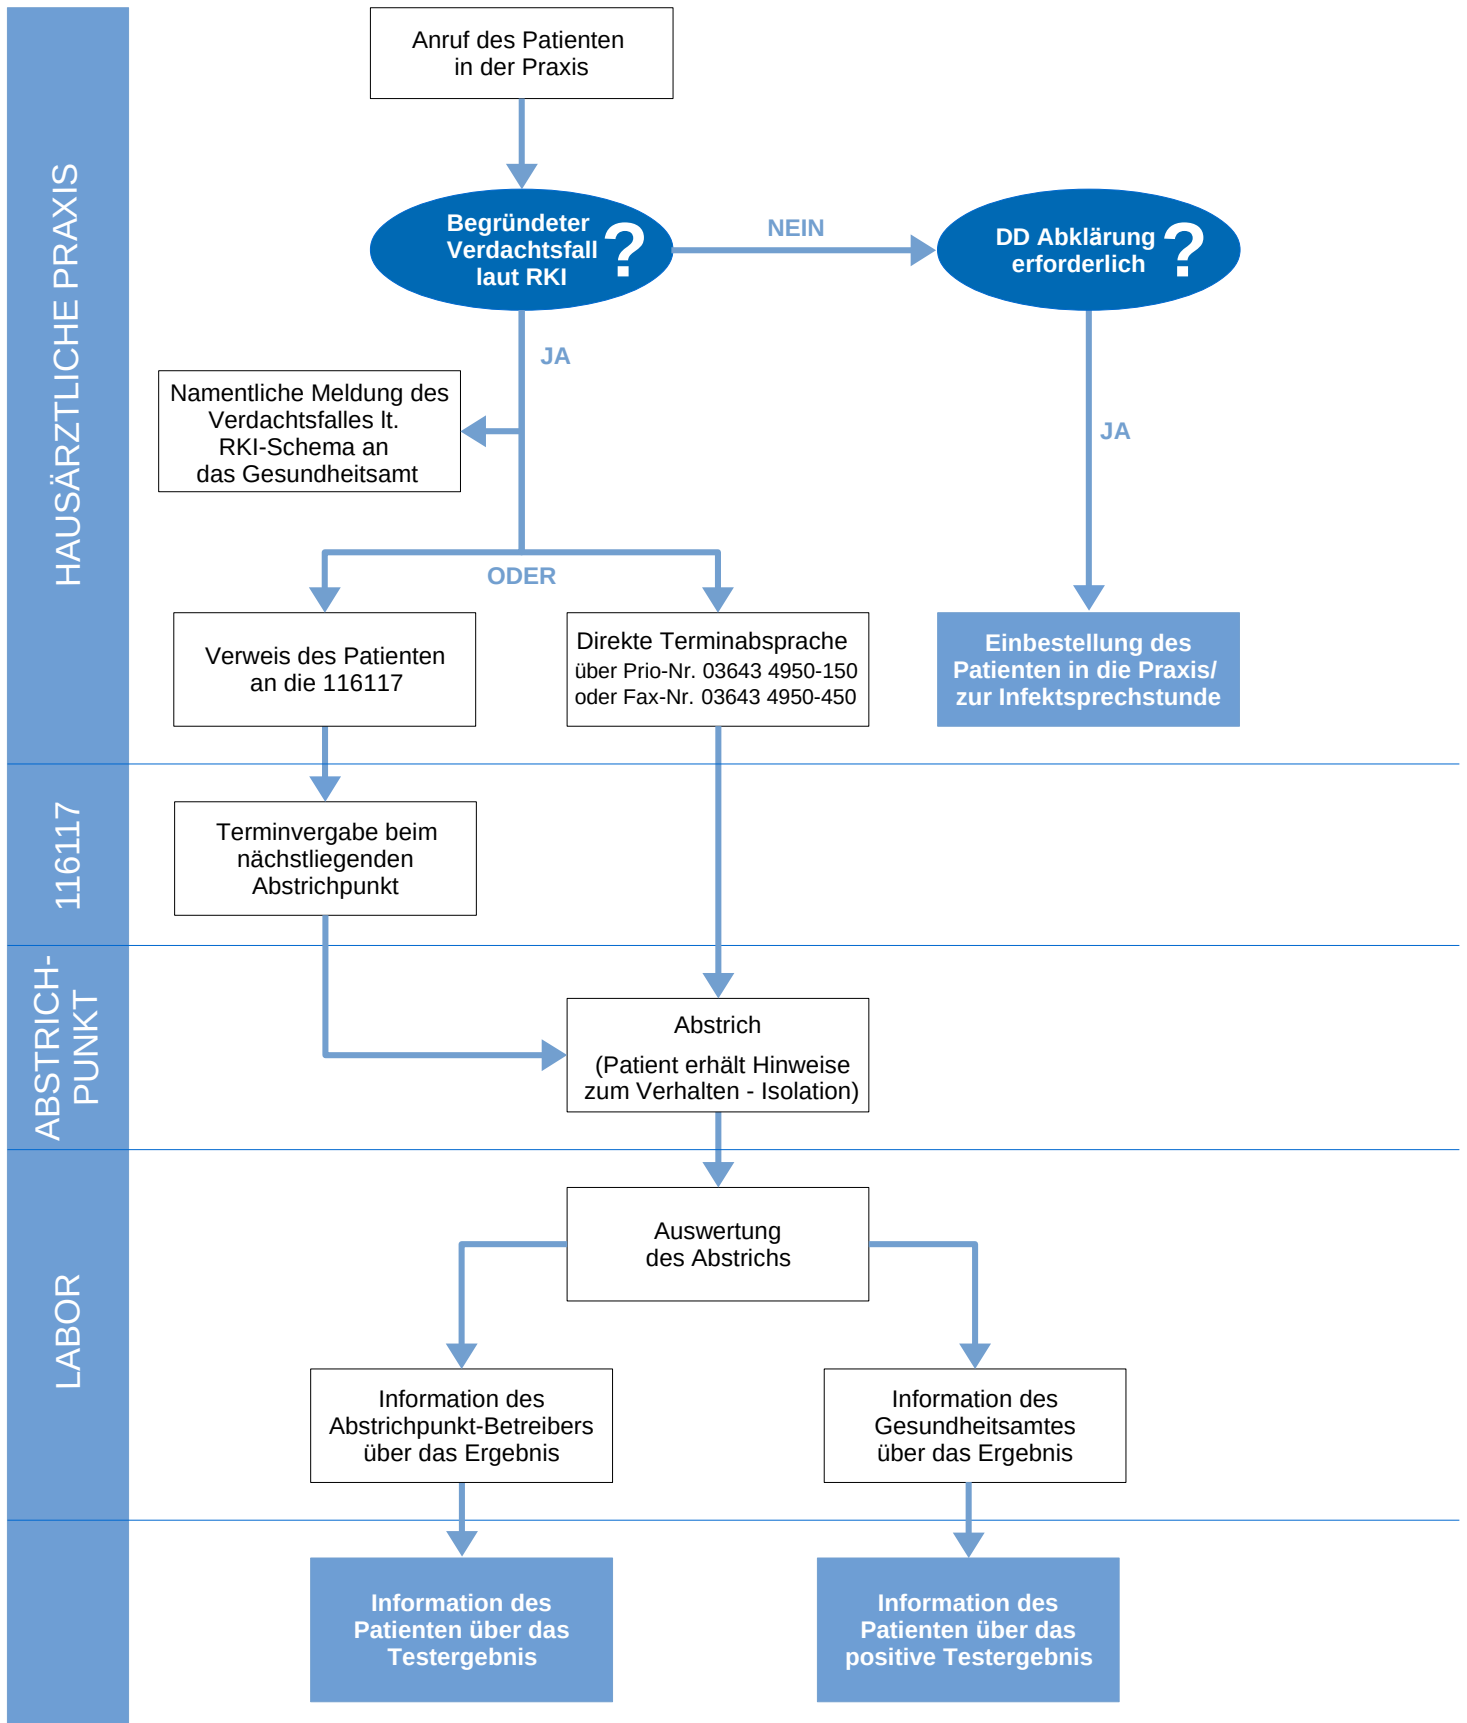 HAUSÄRZTLICHE PRAXIS
Anruf des Patienten
in der Praxis
Begründeter
Verdachtsfall
laut RKI
?
NEIN
DD Abklärung
erforderlich
?
JA
Namentliche Meldung des
Verdachtsfalles lt.
RKI-Schema an
das Gesundheitsamt
JA
ODER
Verweis des Patienten
an die 116117
Direkte Terminabsprache
über Prio-Nr. 03643 4950-150
oder Fax-Nr. 03643 4950-450
Einbestellung des
Patienten in die Praxis/
zur Infektsprechstunde
116117
Terminvergabe beim
nächstliegenden
Abstrichpunkt
ABSTRICH-
PUNKT
Abstrich
(Patient erhält Hinweise
zum Verhalten - Isolation)
LABOR
Auswertung
des Abstrichs
Information des
Abstrichpunkt-Betreibers
über das Ergebnis
Information des
Gesundheitsamtes
über das Ergebnis
Information des
Patienten über das
Testergebnis
Information des
Patienten über das
positive Testergebnis